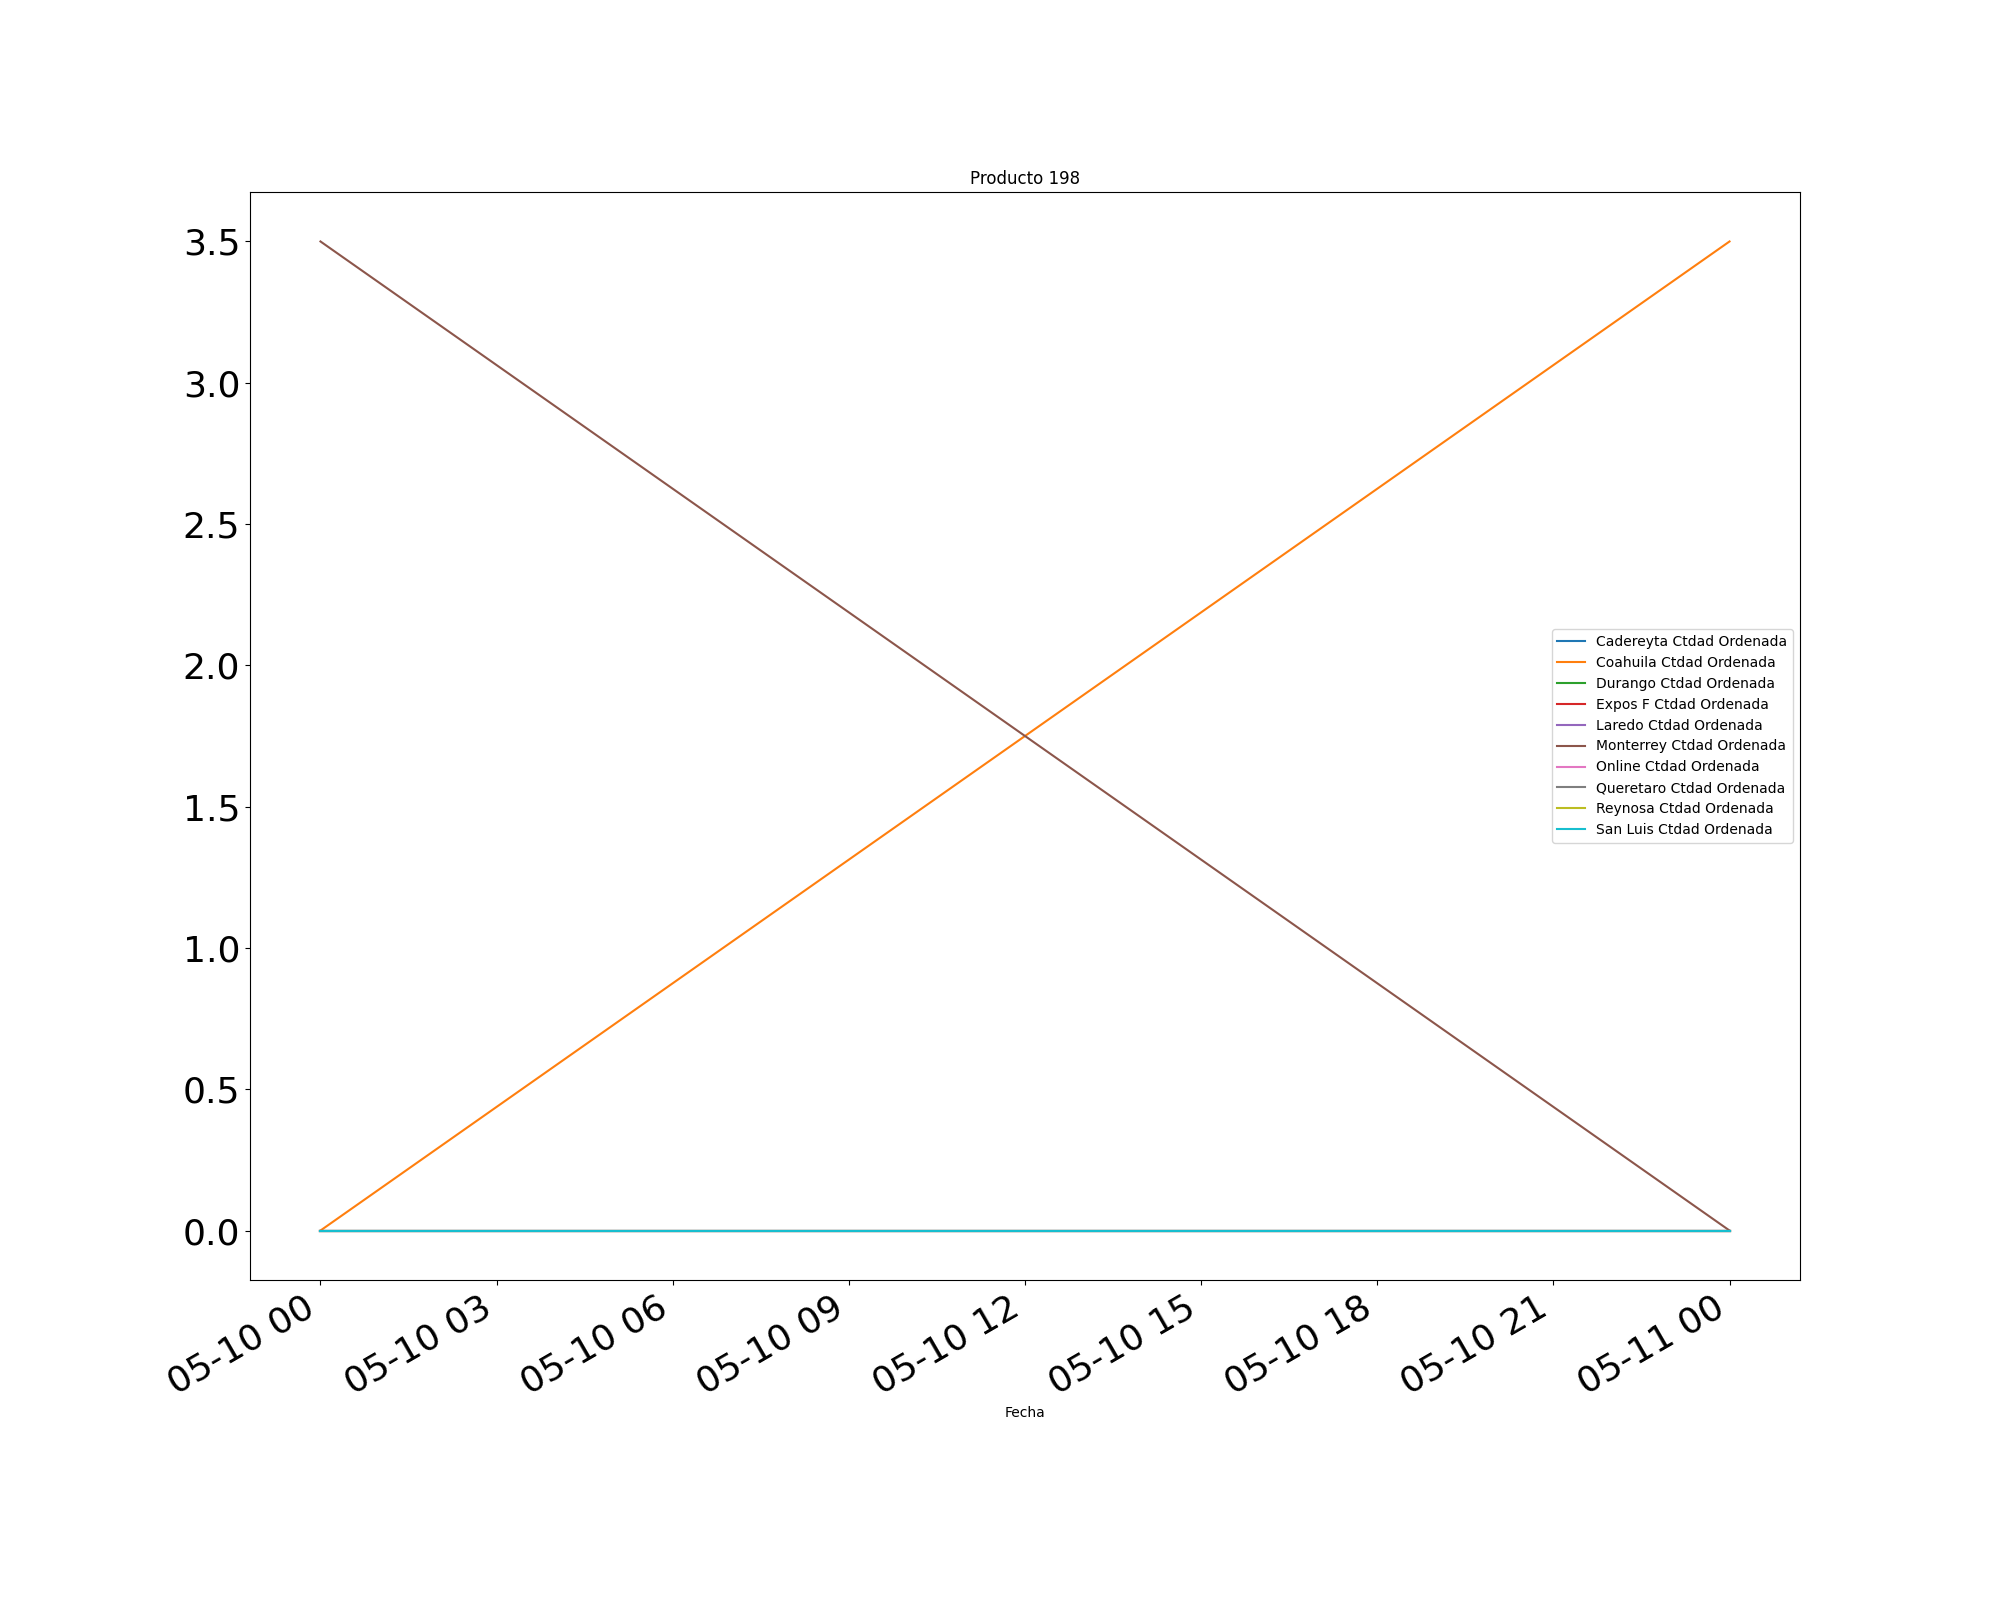 Producto 198
3.5
3.0
2.5
2.0
1.5
1.0
0.5
0.0
Cadereyta Ctdad Ordenada
Coahuila Ctdad Ordenada
Durango Ctdad Ordenada
Expos F Ctdad Ordenada
Laredo Ctdad Ordenada
Monterrey Ctdad Ordenada
Online Ctdad Ordenada
Queretaro Ctdad Ordenada
Reynosa Ctdad Ordenada
San Luis Ctdad Ordenada
05-10 00
05-10 03
05-10 06
05-10 09
05-10 12
05-10 15
05-10 18
05-10 21
05-11 00
Fecha